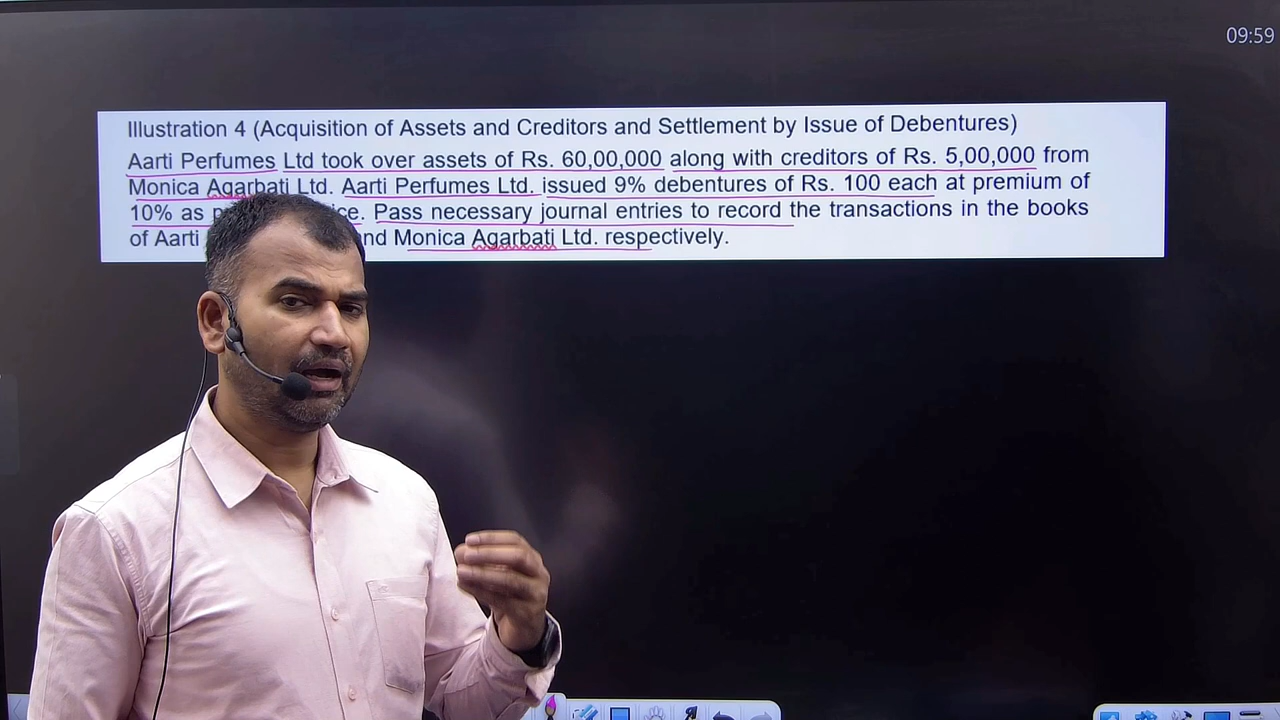 09:59
Illustration 4 (Acquisition of Assets and Creditors and Settlement by Issue of Debentures)
Aarti Perfumes Ltd took over assets of Rs. 60,00,000 along with creditors of Rs. 5,00,000 from
Monica Agarbati Ltd. Aarti Perfumes Ltd. issued 9% debentures of Rs. 100 each at premium of
10% as Pass necessary journal entries to record the transactions in the books
of Aarti Monica Agarbati Ltd. respectively.